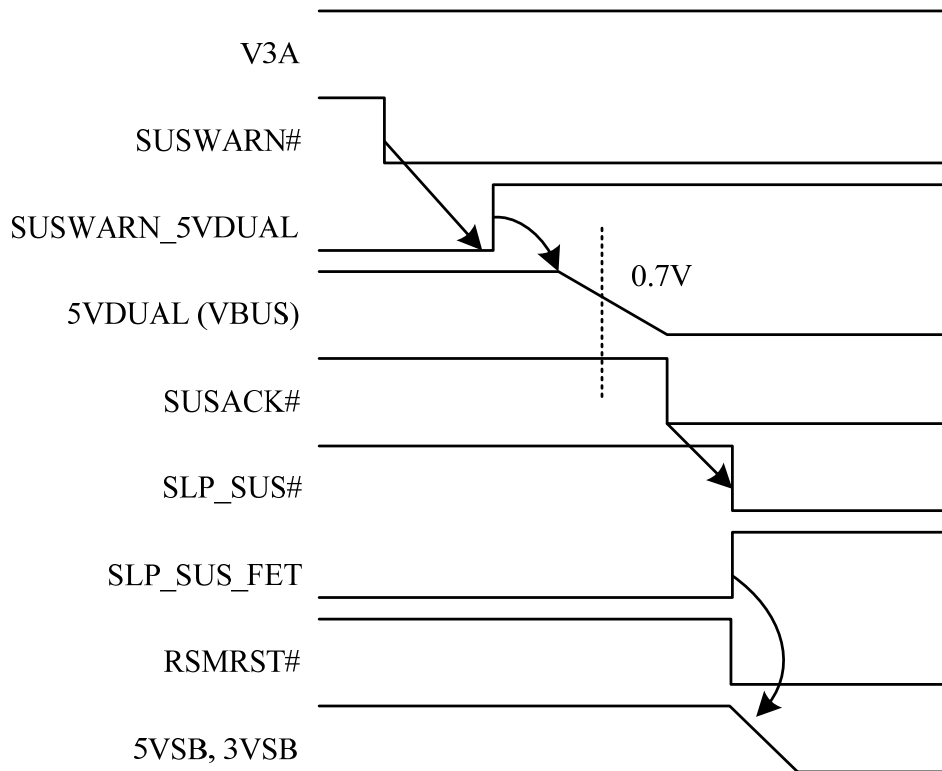 V3A
SUSWARN#
SUSWARN_5VDUAL
0.7V
5VDUAL (VBUS)
SUSACK#
SLP_SUS#
SLP_SUS_FET
RSMRST#
5VSB, 3VSB